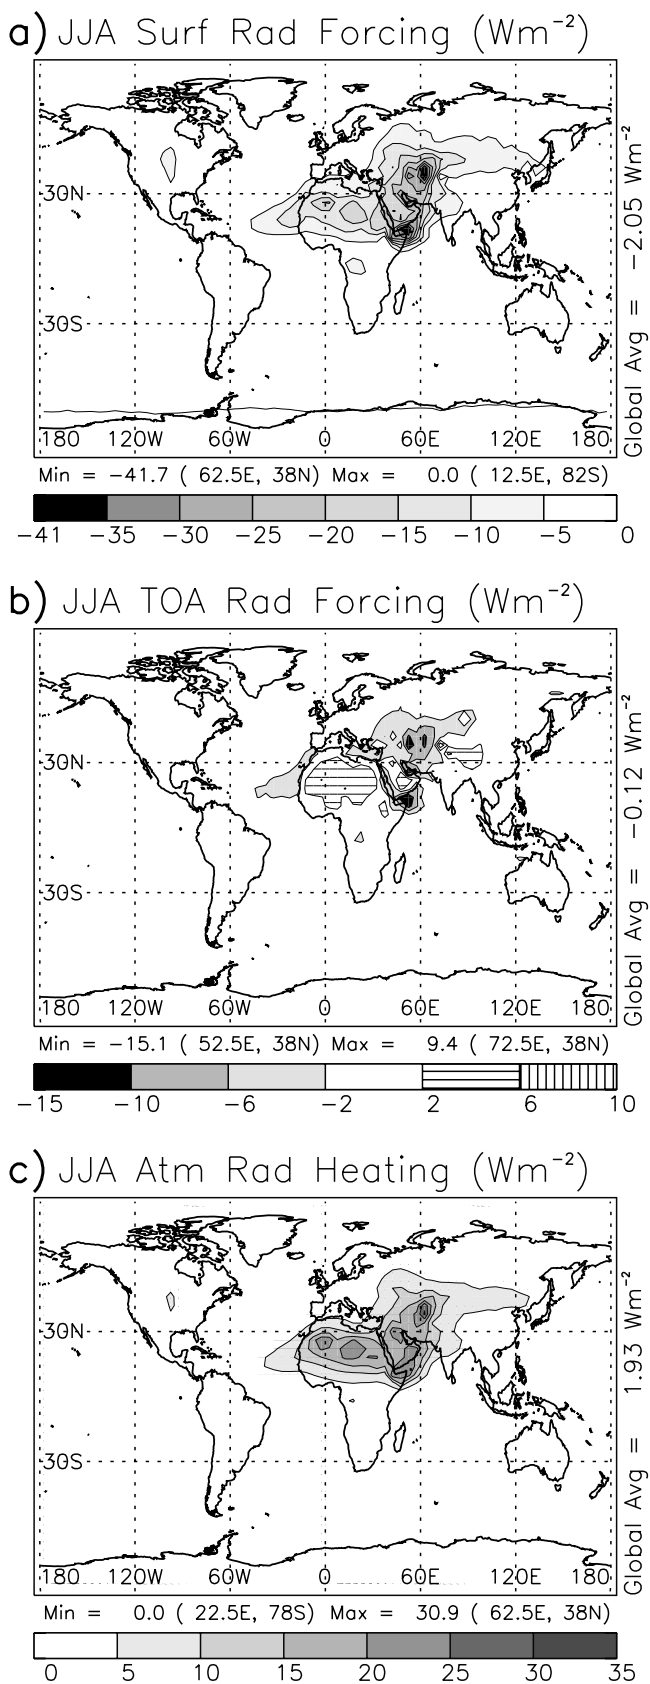 a) JJA Surf Rad Forcing (Wm⁻²)
30N
30S
180 120W 60W 0 60E 120E 180
Global Avg = −2.05 Wm⁻²
Min = −41.7 ( 62.5E, 38N) Max = 0.0 ( 12.5E, 82S)
−41 −35 −30 −25 −20 −15 −10 −5 0
b) JJA TOA Rad Forcing (Wm⁻²)
30N
30S
180 120W 60W 0 60E 120E 180
Global Avg = −0.12 Wm⁻²
Min = −15.1 ( 52.5E, 38N) Max = 9.4 ( 72.5E, 38N)
−15 −10 −6 −2 2 6 10
c) JJA Atm Rad Heating (Wm⁻²)
30N
30S
180 120W 60W 0 60E 120E 180
Global Avg = 1.93 Wm⁻²
Min = 0.0 ( 22.5E, 78S) Max = 30.9 ( 62.5E, 38N)
0 5 10 15 20 25 30 35